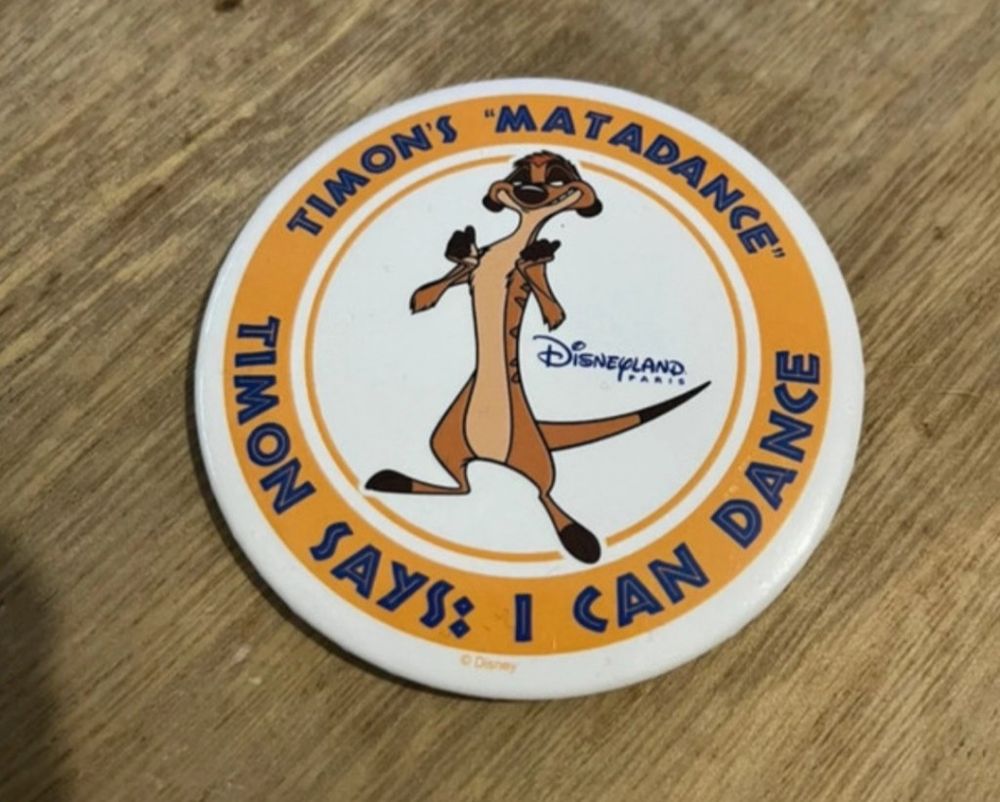 TIMON'S "MATADANCE"
DISNEYLAND
PARIS
TIMON SAYS: I CAN DANCE
© Disney